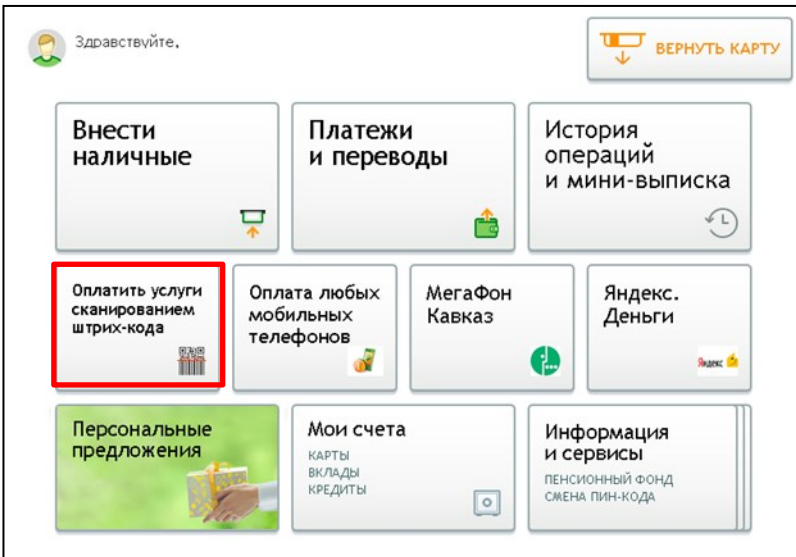 Здравствуйте,
ВЕРНУТЬ КАРТУ
Внести
наличные
Платежи
и переводы
История
операций
и мини-выписка
Оплатить услуги
сканированием
штрих-кода
Оплата любых
мобильных
телефонов
МегаФон
Кавказ
Яндекс.
Деньги
Яндекс
Персональные
предложения
Мои счета
КАРТЫ
ВКЛАДЫ
КРЕДИТЫ
Информация
и сервисы
ПЕНСИОННЫЙ ФОНД
СМЕНА ПИН-КОДА